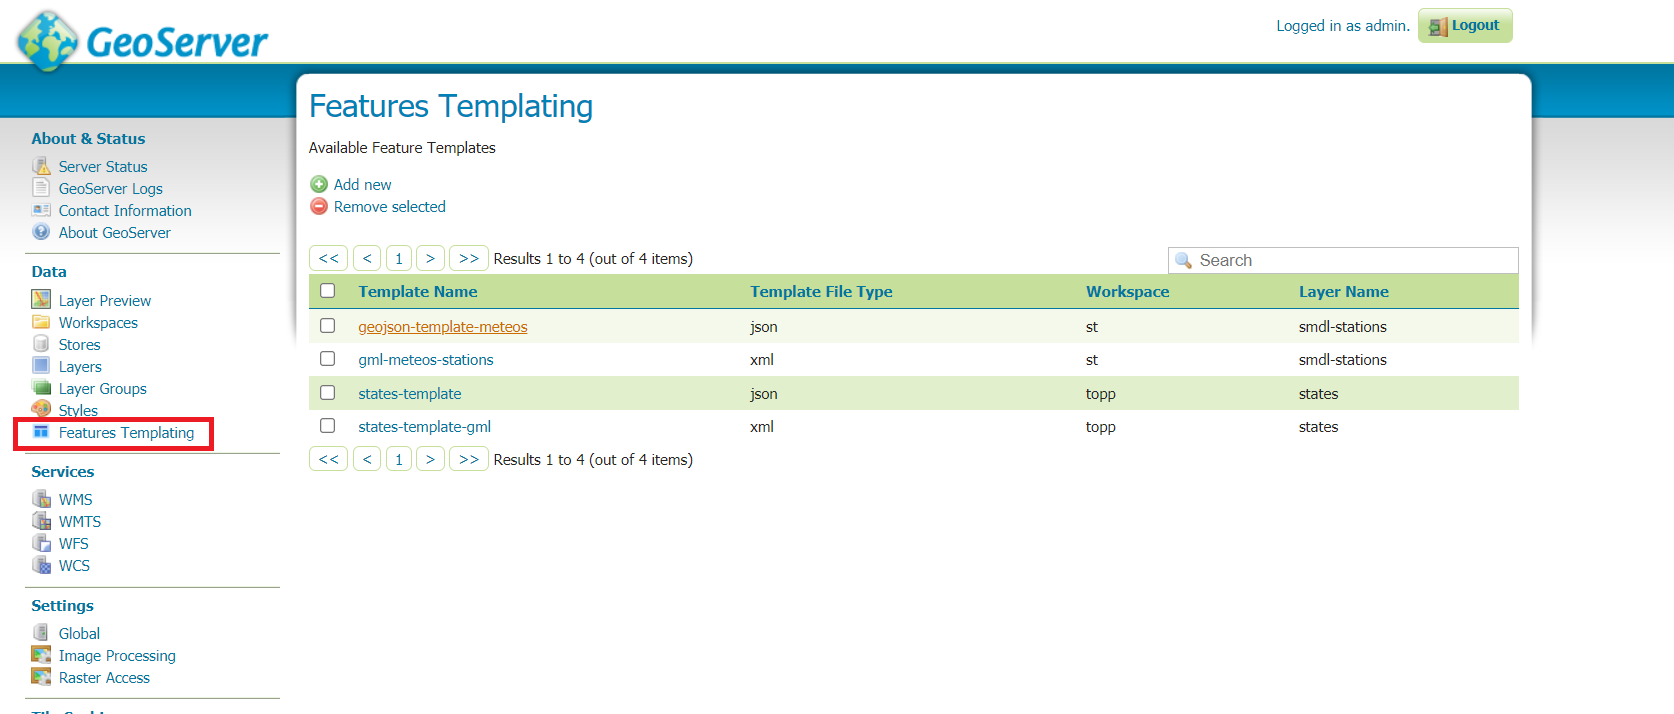 GeoServer
Logged in as admin. Logout
About & Status
Server Status
GeoServer Logs
Contact Information
About GeoServer
Data
Layer Preview
Workspaces
Stores
Layers
Layer Groups
Styles
Features Templating
Services
WMS
WMTS
WFS
WCS
Settings
Global
Image Processing
Raster Access
Features Templating
Available Feature Templates
Add new
Remove selected
<< < 1 > >> Results 1 to 4 (out of 4 items) Search
Template Name Template File Type Workspace Layer Name
geojson-template-meteos json st smdl-stations
gml-meteos-stations xml st smdl-stations
states-template json topp states
states-template-gml xml topp states
<< < 1 > >> Results 1 to 4 (out of 4 items)